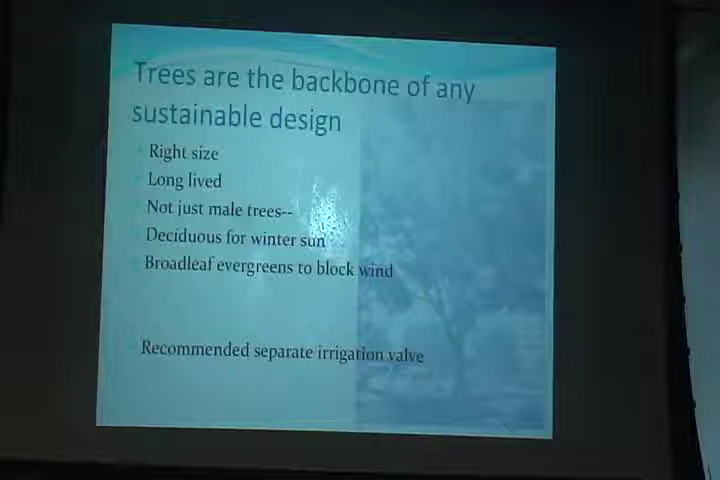 Trees are the backbone of any
sustainable design
Right size
Long lived
Not just male trees--
Deciduous for winter sun
Broadleaf evergreens to block wind
Recommended separate irrigation valve